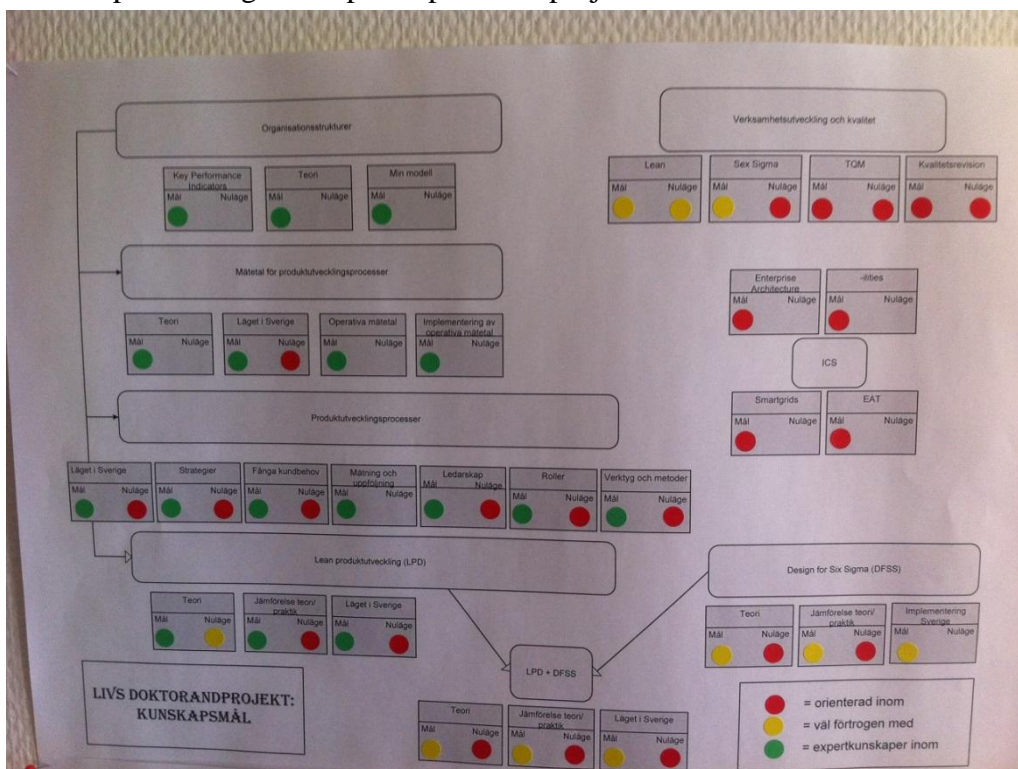 Organisationsstrukturer
Verksamhetsutveckling och kvalitet
Key Performance
Indicators
Mål Nuläge
Teori
Mål Nuläge
Min modell
Mål Nuläge
Lean
Mål Nuläge
Sex Sigma
Mål Nuläge
TQM
Mål Nuläge
Kvalitetsrevision
Mål Nuläge
Mätetal för produktutvecklingsprocesser
Teori
Mål Nuläge
Läget i Sverige
Mål Nuläge
Operativa mätetal
Mål Nuläge
Implementering av
operativa mätetal
Mål Nuläge
Enterprise
Architecture
Mål Nuläge
-ilities
Mål Nuläge
ICS
Smartgrids
Mål Nuläge
EAT
Mål Nuläge
Produktutvecklingsprocesser
Läget i Sverige
Mål Nuläge
Strategier
Mål Nuläge
Fånga kundbehov
Mål Nuläge
Mätning och
uppföljning
Mål Nuläge
Ledarskap
Mål Nuläge
Roller
Mål Nuläge
Verktyg och metoder
Mål Nuläge
Lean produktutveckling (LPD)
Design for Six Sigma (DFSS)
Teori
Mål Nuläge
Jämförelse teori/
praktik
Mål Nuläge
Läget i Sverige
Mål Nuläge
Teori
Mål Nuläge
Jämförelse teori/
praktik
Mål Nuläge
Implementering
Sverige
Mål Nuläge
LPD + DFSS
Teori
Mål Nuläge
Jämförelse teori/
praktik
Mål Nuläge
Läget i Sverige
Mål Nuläge
LIVS DOKTORANDPROJEKT:
KUNSKAPSMÅL
= orienterad inom
= väl förtrogen med
= expertkunskaper inom